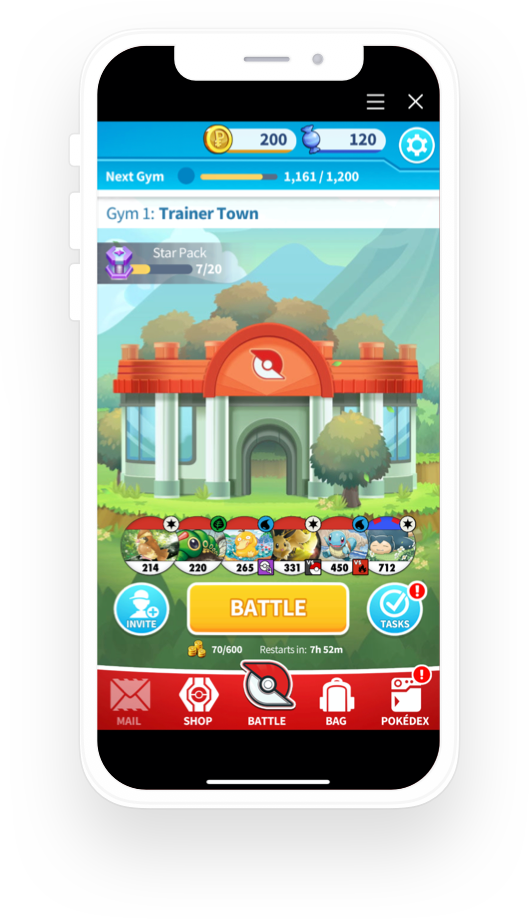 200
120
Next Gym
1,161 / 1,200
Gym 1: Trainer Town
Star Pack
7/20
214
220
265
331
450
712
VS
INVITE
BATTLE
TASKS
70/600
Restarts in: 7h 52m
MAIL
SHOP
BATTLE
BAG
POKÉDEX